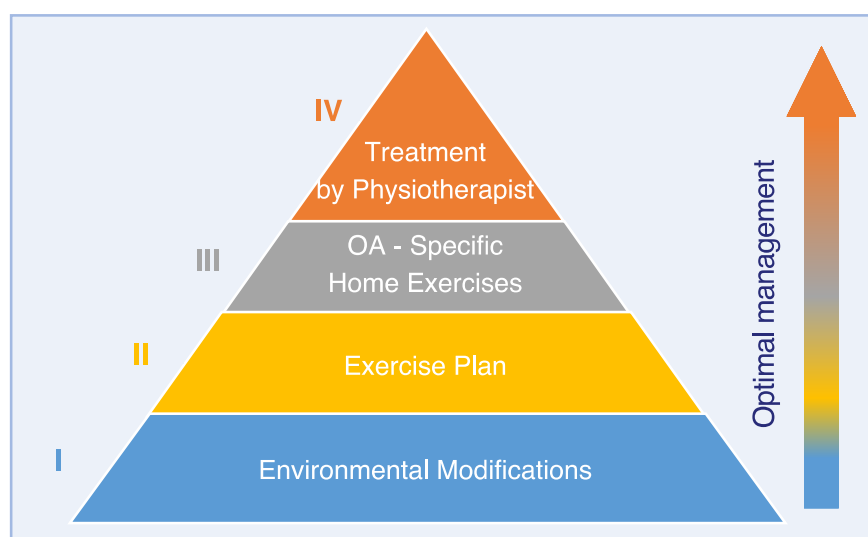 IV
Treatment
by Physiotherapist
III
OA - Specific
Home Exercises
II
Exercise Plan
I
Environmental Modifications
Optimal management